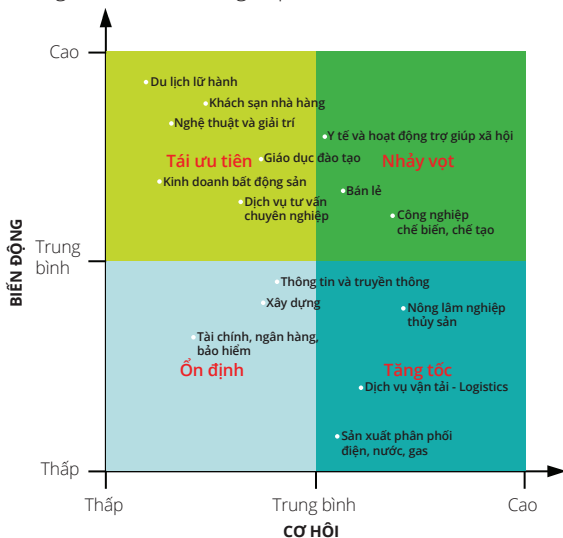 Cao
Du lịch lữ hành
Khách sạn nhà hàng
Nghệ thuật và giải trí
Y tế và hoạt động trợ giúp xã hội
Tái ưu tiên
Giáo dục đào tạo
Nhảy vọt
Kinh doanh bất động sản
Bán lẻ
Dịch vụ tư vấn
chuyên nghiệp
Công nghiệp
chế biến, chế tạo
BIẾN ĐỘNG
Trung
bình
Thông tin và truyền thông
Xây dựng
Nông lâm nghiệp
thủy sản
Tài chính, ngân hàng,
bảo hiểm
Ổn định
Tăng tốc
Dịch vụ vận tải - Logistics
Sản xuất phân phối
điện, nước, gas
Thấp
Thấp
Trung bình
Cao
CƠ HỘI